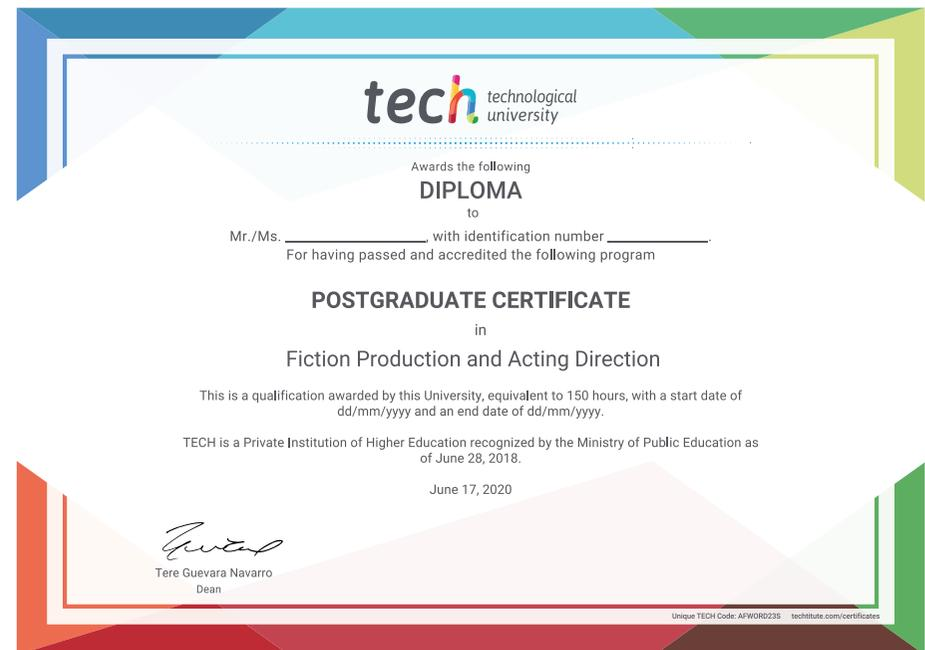 tech technological
university
Awards the following
DIPLOMA
to
Mr./Ms. ____________________, with identification number ______________.
For having passed and accredited the following program
POSTGRADUATE CERTIFICATE
in
Fiction Production and Acting Direction
This is a qualification awarded by this University, equivalent to 150 hours, with a start date of
dd/mm/yyyy and an end date of dd/mm/yyyy.
TECH is a Private Institution of Higher Education recognized by the Ministry of Public Education as
of June 28, 2018.
June 17, 2020
Tere Guevara Navarro
Dean
Unique TECH Code: AFWORD23S techtitute.com/certificates